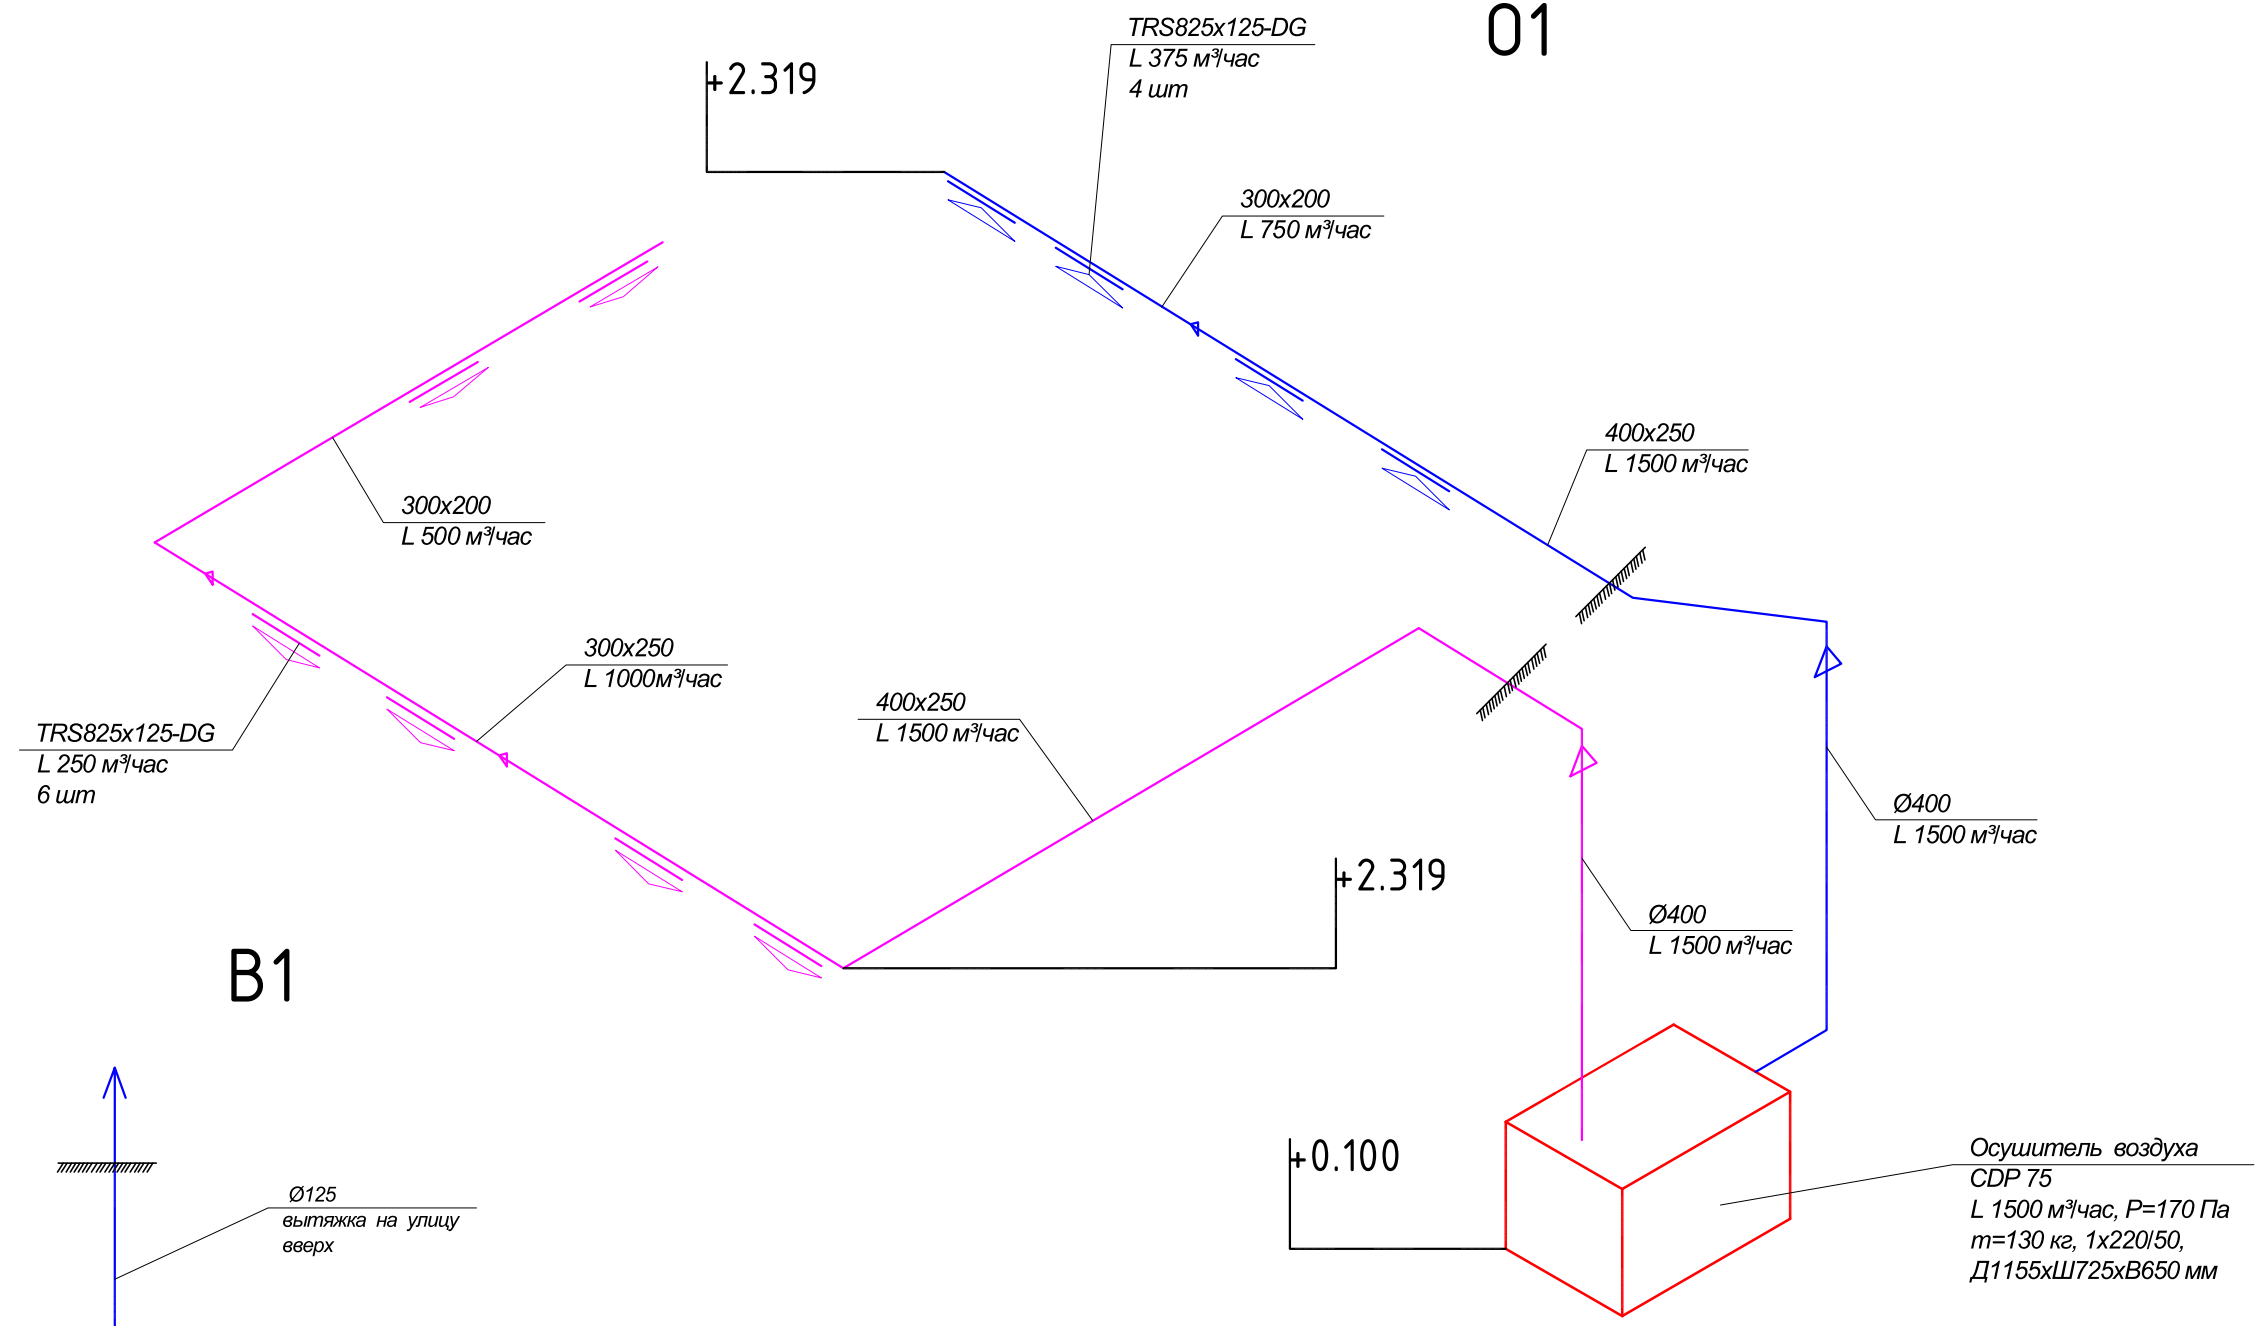 О1
TRS825x125-DG
L 375 м³/час
4 шт
+2.319
300x200
L 750 м³/час
400x250
L 1500 м³/час
300x200
L 500 м³/час
300x250
L 1000м³/час
400x250
L 1500 м³/час
TRS825x125-DG
L 250 м³/час
6 шт
Ø400
L 1500 м³/час
+2.319
Ø400
L 1500 м³/час
В1
+0.100
Осушитель воздуха
CDP 75
L 1500 м³/час, P=170 Па
m=130 кг, 1x220/50,
Д1155xШ725xВ650 мм
Ø125
вытяжка на улицу
вверх